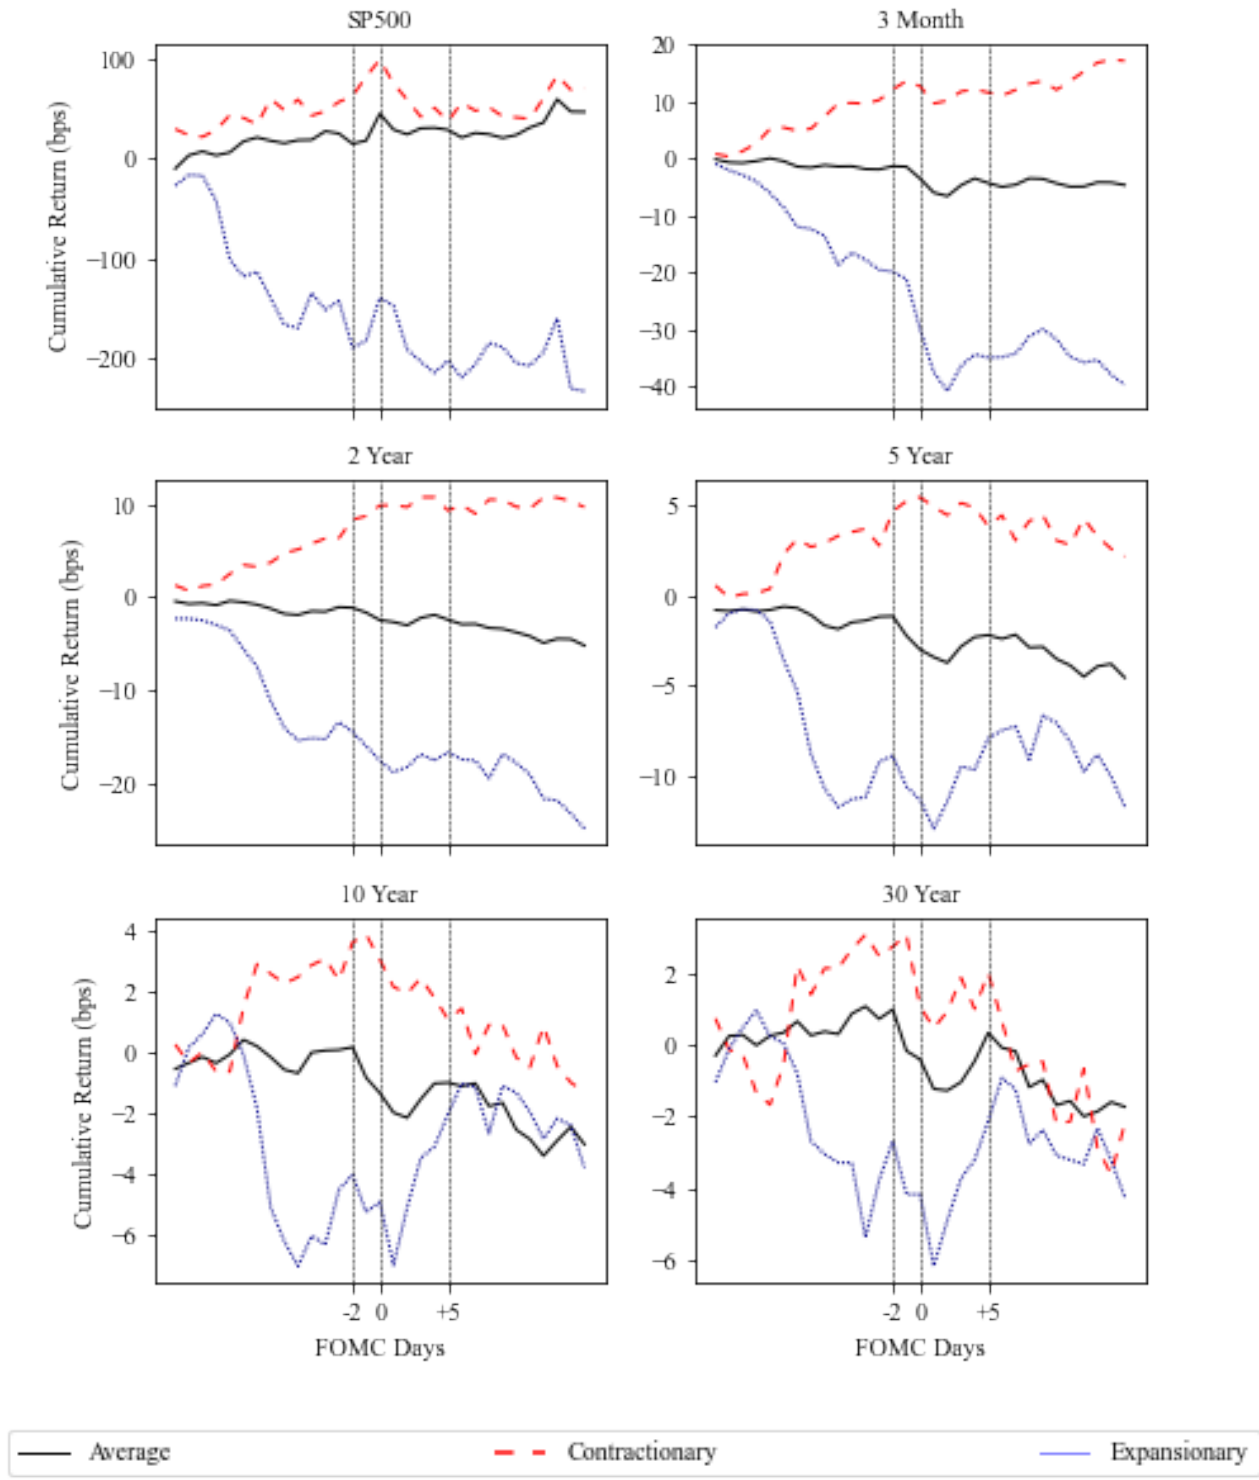 SP500
3 Month
Cumulative Return (bps)
100
0
−100
−200
20
10
0
−10
−20
−30
−40
2 Year
5 Year
Cumulative Return (bps)
10
0
−10
−20
5
0
−5
−10
10 Year
30 Year
Cumulative Return (bps)
4
2
0
−2
−4
−6
2
0
−2
−4
−6
-2 0 +5
-2 0 +5
FOMC Days
FOMC Days
Average
Contractionary
Expansionary